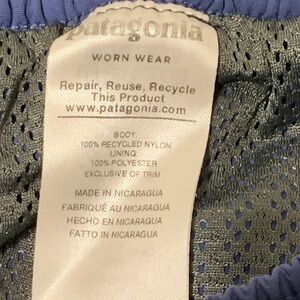 patagonia
WORN WEAR
Repair, Reuse, Recycle
This Product
www.patagonia.com
BODY:
100% RECYCLED NYLON
LINING:
100% POLYESTER
EXCLUSIVE OF TRIM
MADE IN NICARAGUA
FABRIQUÉ AU NICARAGUA
HECHO EN NICARAGUA
FATTO IN NICARAGUA